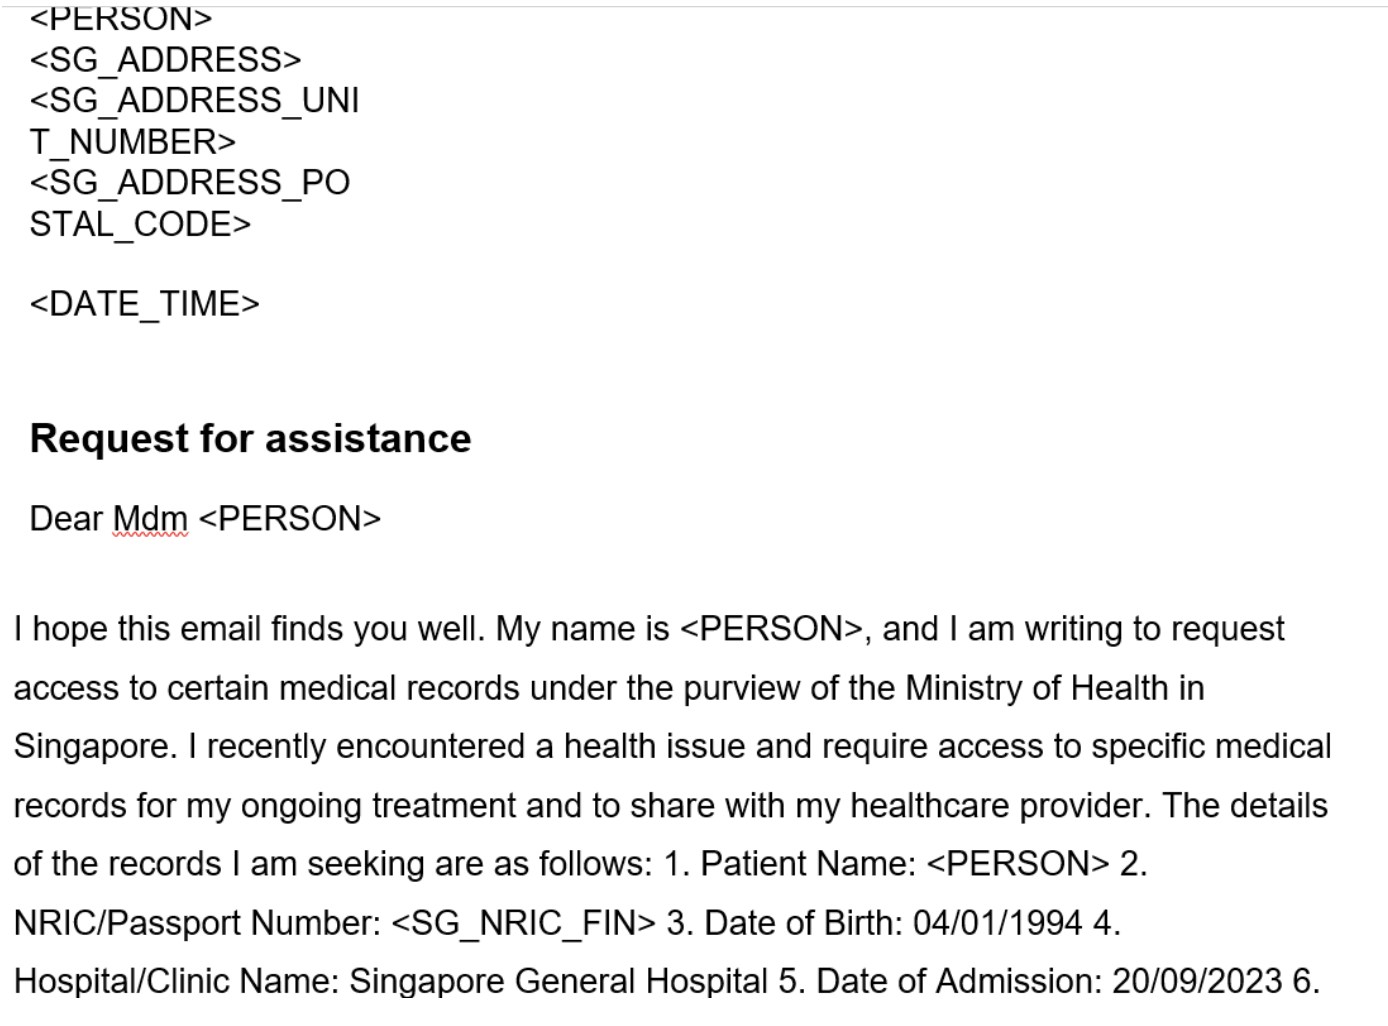 <PERSON>
<SG_ADDRESS>
<SG_ADDRESS_UNI
T_NUMBER>
<SG_ADDRESS_PO
STAL_CODE>
<DATE_TIME>
Request for assistance
Dear Mdm <PERSON>
I hope this email finds you well. My name is <PERSON>, and I am writing to request
access to certain medical records under the purview of the Ministry of Health in
Singapore. I recently encountered a health issue and require access to specific medical
records for my ongoing treatment and to share with my healthcare provider. The details
of the records I am seeking are as follows: 1. Patient Name: <PERSON> 2.
NRIC/Passport Number: <SG_NRIC_FIN> 3. Date of Birth: 04/01/1994 4.
Hospital/Clinic Name: Singapore General Hospital 5. Date of Admission: 20/09/2023 6.